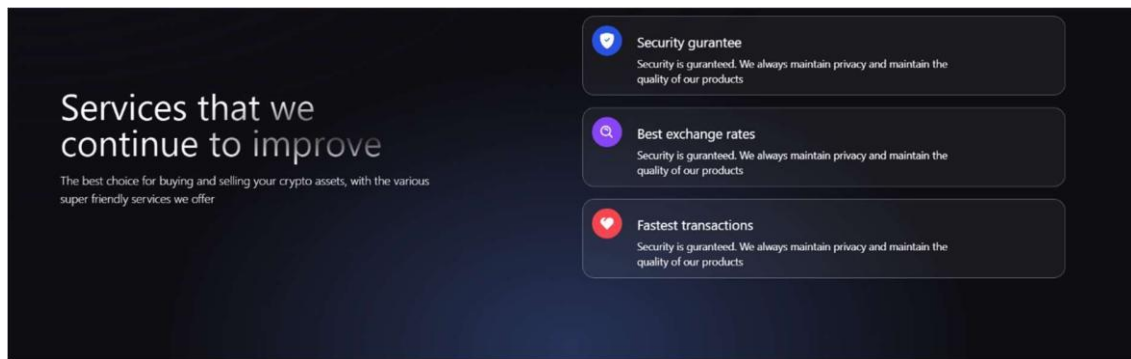 Services that we
continue to improve
The best choice for buying and selling your crypto assets, with the various
super friendly services we offer
Security gurantee
Security is guranteed. We always maintain privacy and maintain the
quality of our products
Best exchange rates
Security is guranteed. We always maintain privacy and maintain the
quality of our products
Fastest transactions
Security is guranteed. We always maintain privacy and maintain the
quality of our products